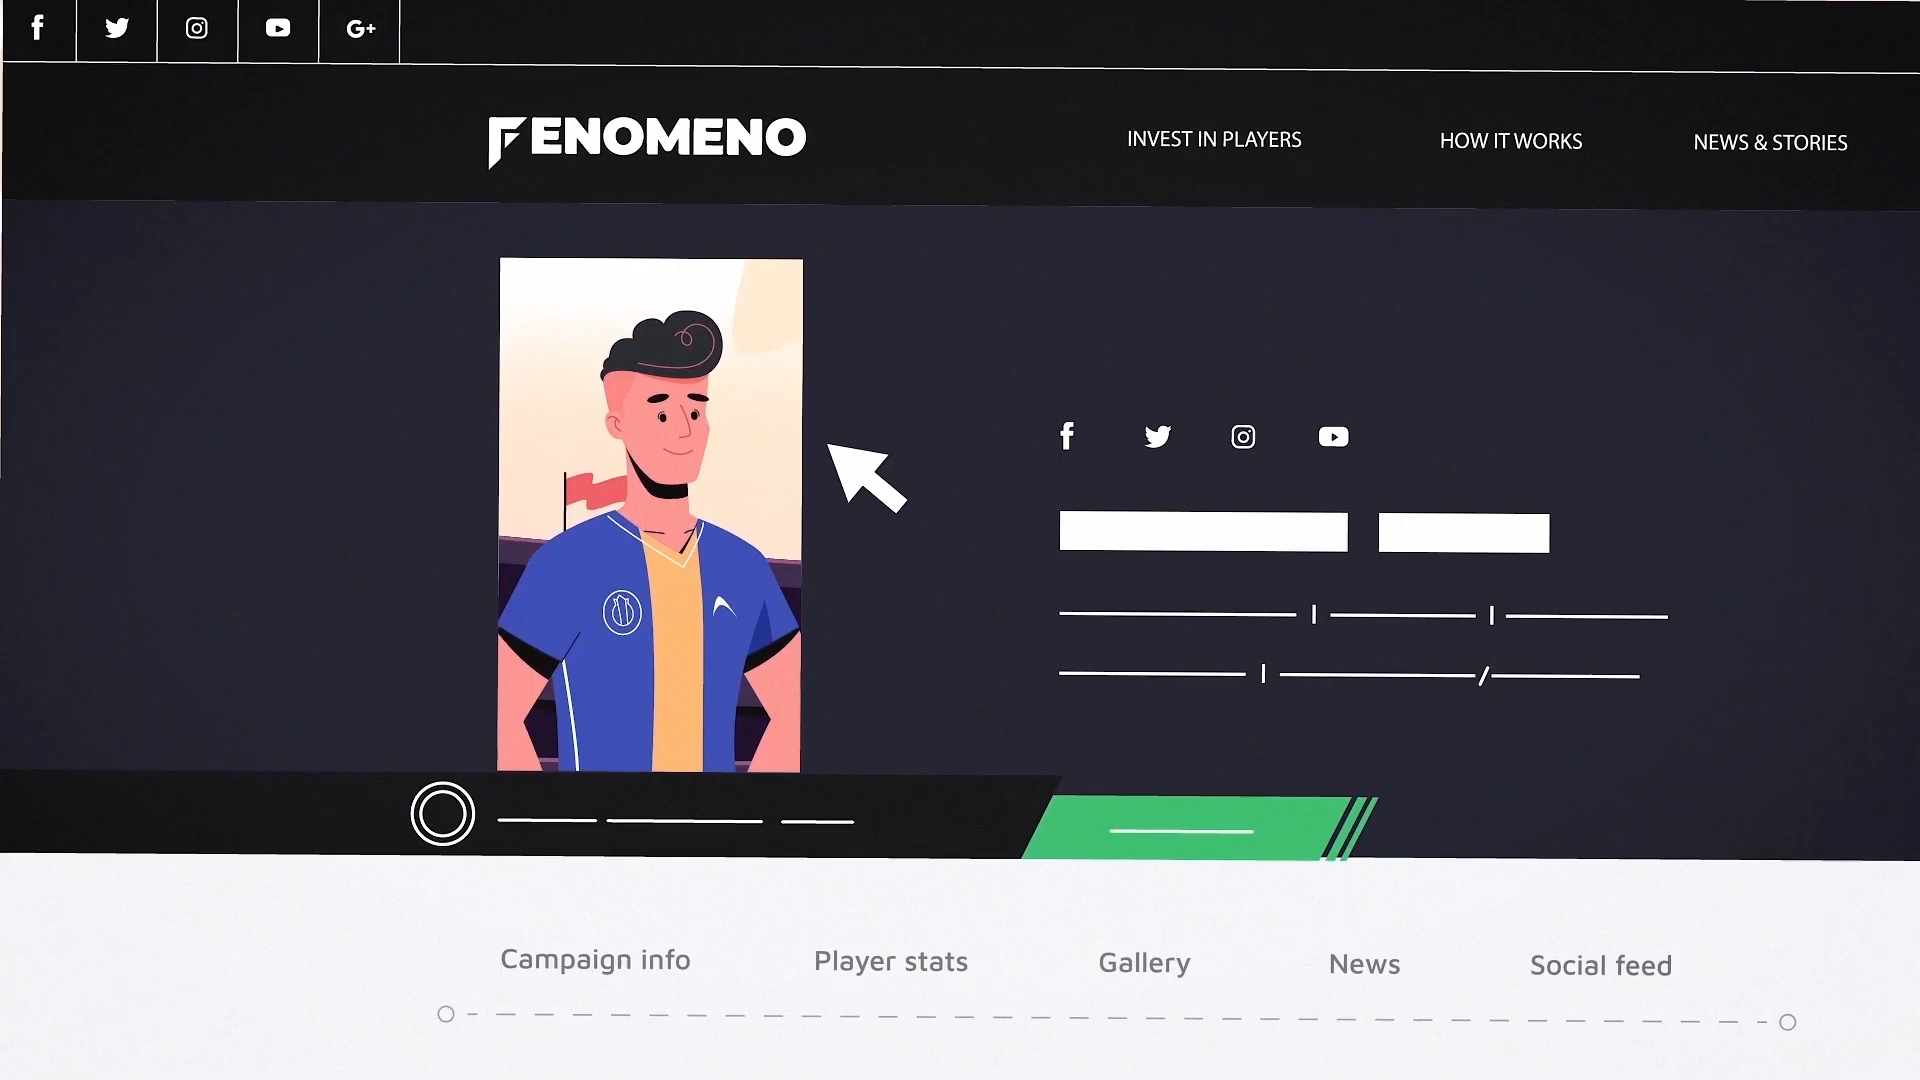 G+
FENOMENO
INVEST IN PLAYERS
HOW IT WORKS
NEWS & STORIES
Campaign info
Player stats
Gallery
News
Social feed